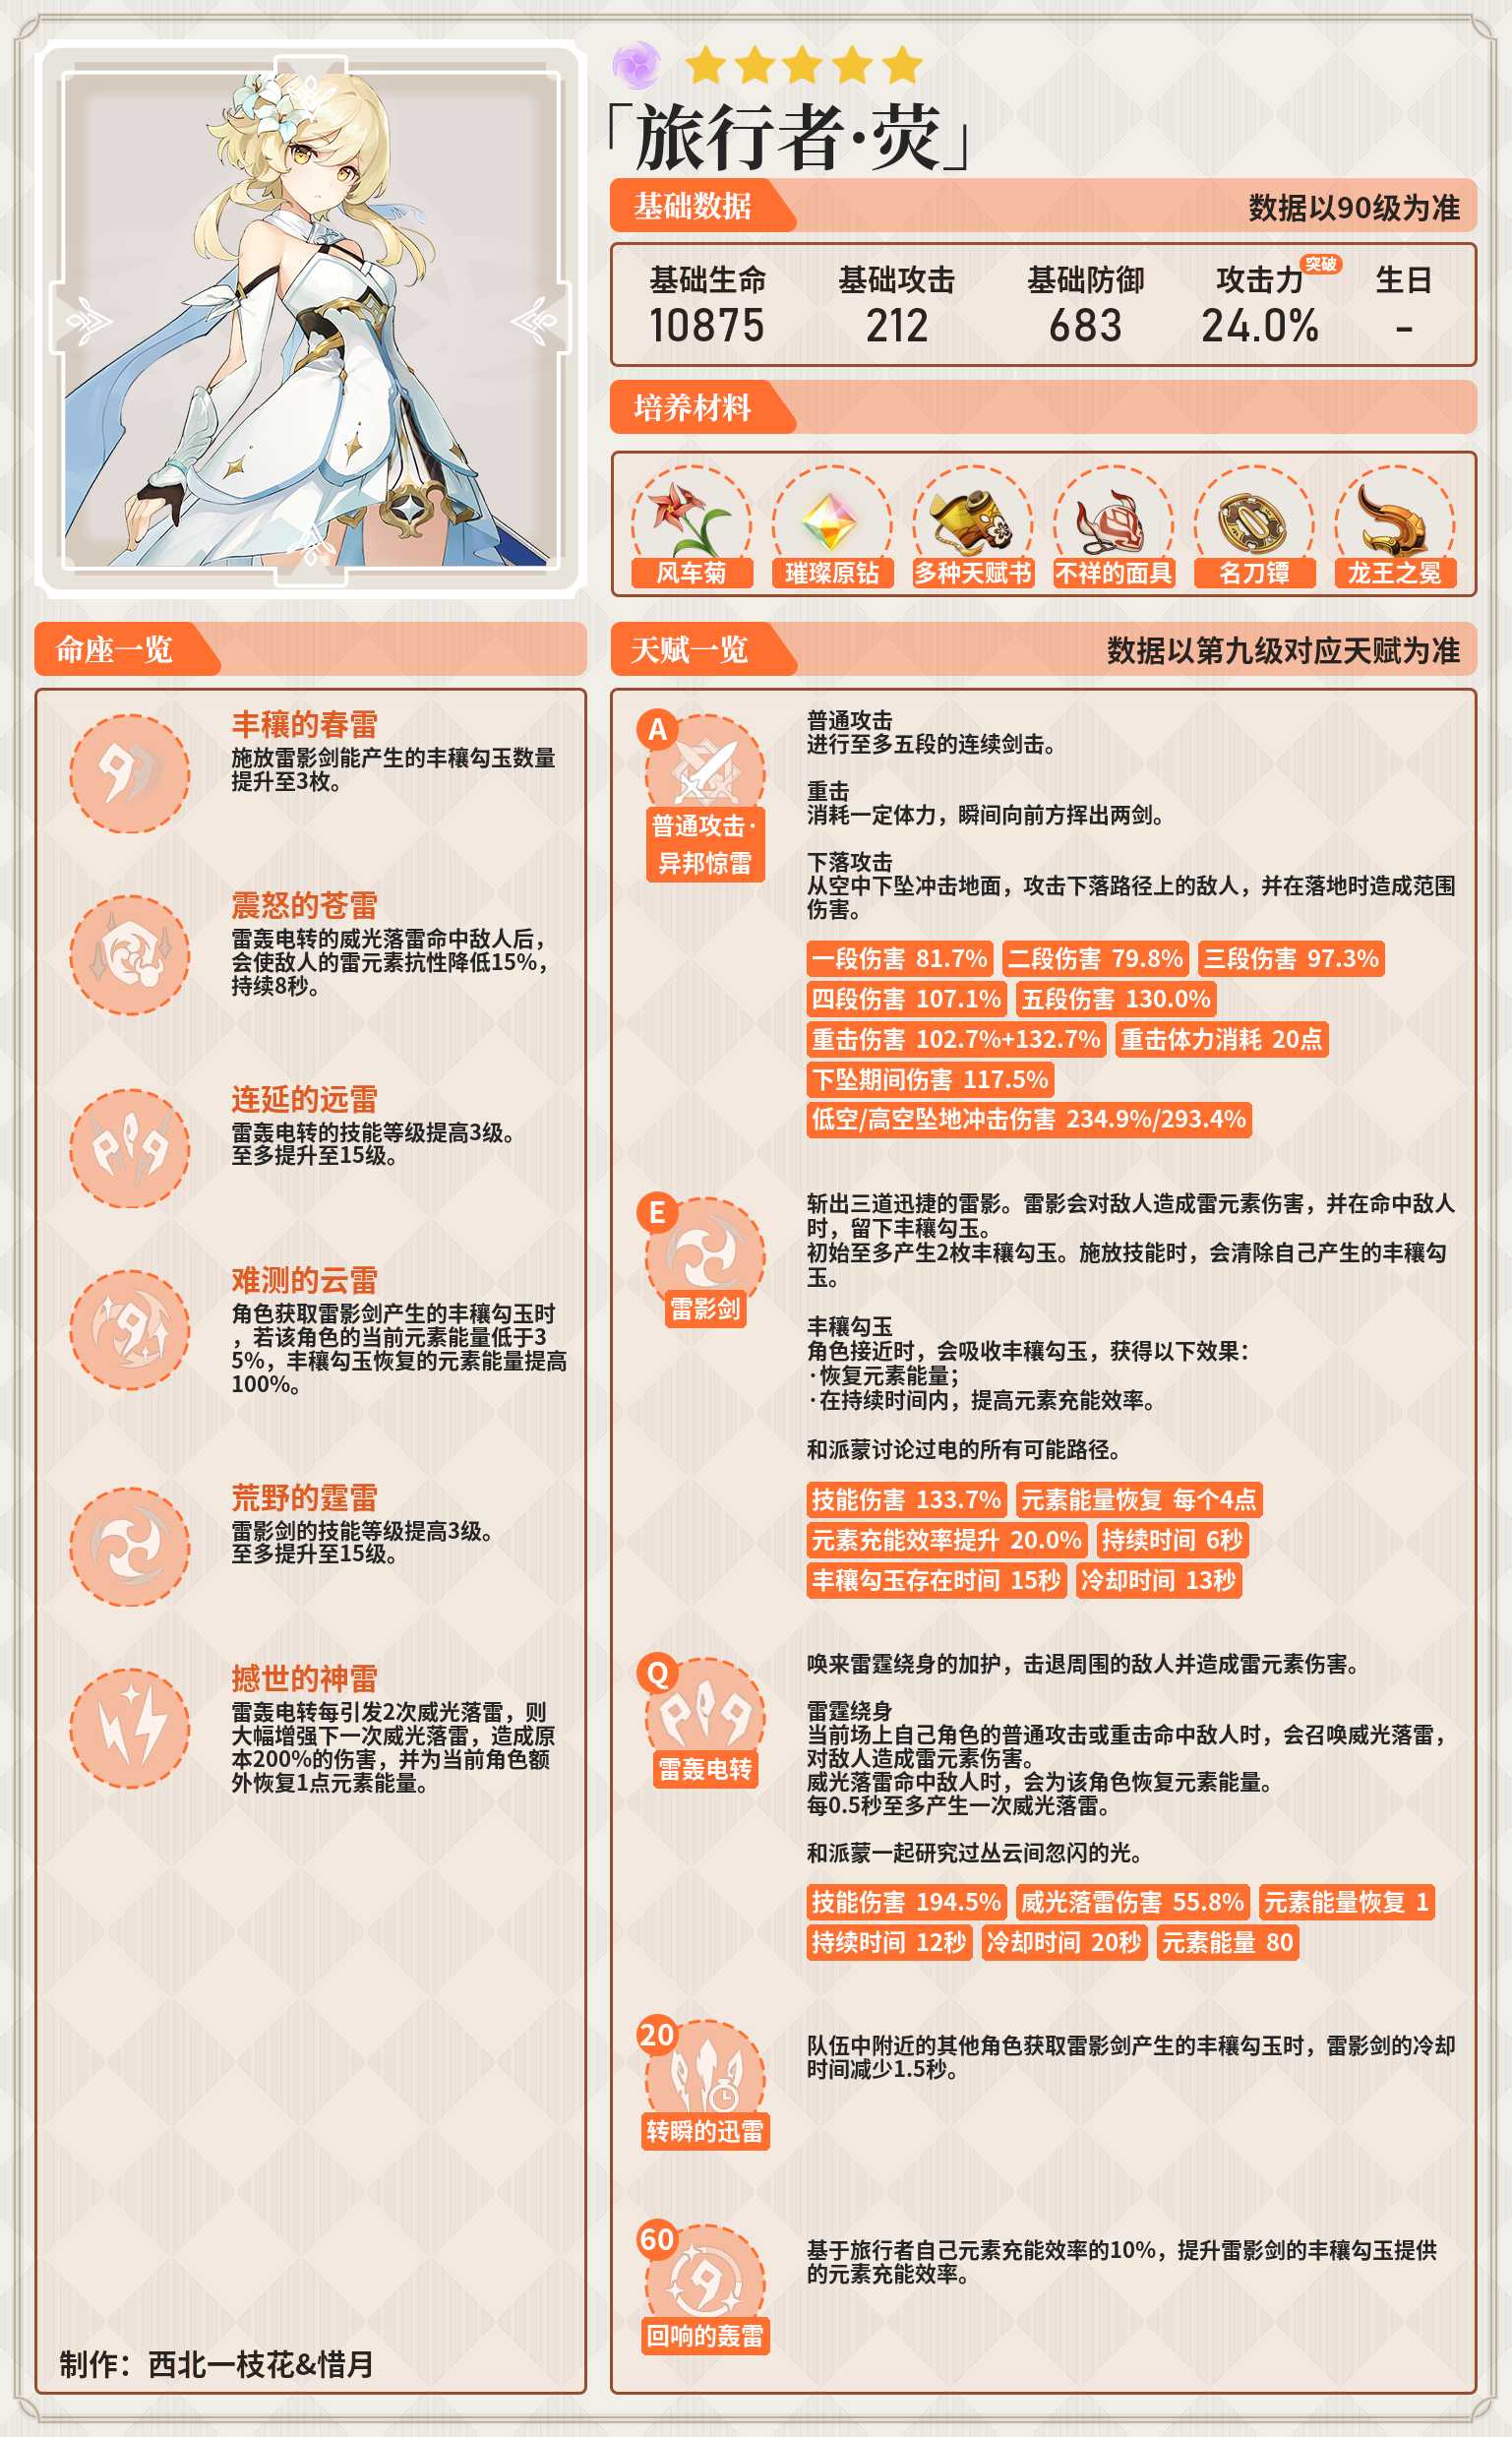 「旅行者·荧」
基础数据
数据以90级为准
基础生命
基础攻击
基础防御
攻击力
突破
生日
10875
212
683
24.0%
-
培养材料
风车菊
璀璨原钻
多种天赋书
不祥的面具
名刀镡
龙王之冕
命座一览
丰穰的春雷
施放雷影剑能产生的丰穰勾玉数量
提升至3枚。
震怒的苍雷
雷轰电转的威光落雷命中敌人后，
会使敌人的雷元素抗性降低15%，
持续8秒。
连延的远雷
雷轰电转的技能等级提高3级。
至多提升至15级。
难测的云雷
角色获取雷影剑产生的丰穰勾玉时
，若该角色的当前元素能量低于3
5%，丰穰勾玉恢复的元素能量提高
100%。
荒野的霆雷
雷影剑的技能等级提高3级。
至多提升至15级。
撼世的神雷
雷轰电转每引发2次威光落雷，则
大幅增强下一次威光落雷，造成原
本200%的伤害，并为当前角色额
外恢复1点元素能量。
制作：西北一枝花&惜月
天赋一览
数据以第九级对应天赋为准
A
普通攻击·
异邦惊雷
普通攻击
进行至多五段的连续剑击。
重击
消耗一定体力，瞬间向前方挥出两剑。
下落攻击
从空中下坠冲击地面，攻击下落路径上的敌人，并在落地时造成范围
伤害。
一段伤害 81.7%
二段伤害 79.8%
三段伤害 97.3%
四段伤害 107.1%
五段伤害 130.0%
重击伤害 102.7%+132.7%
重击体力消耗 20点
下坠期间伤害 117.5%
低空/高空坠地冲击伤害 234.9%/293.4%
E
雷影剑
斩出三道迅捷的雷影。雷影会对敌人造成雷元素伤害，并在命中敌人
时，留下丰穰勾玉。
初始至多产生2枚丰穰勾玉。施放技能时，会清除自己产生的丰穰勾
玉。
丰穰勾玉
角色接近时，会吸收丰穰勾玉，获得以下效果：
·恢复元素能量；
·在持续时间内，提高元素充能效率。
和派蒙讨论过电的所有可能路径。
技能伤害 133.7%
元素能量恢复 每个4点
元素充能效率提升 20.0%
持续时间 6秒
丰穰勾玉存在时间 15秒
冷却时间 13秒
Q
雷轰电转
唤来雷霆绕身的加护，击退周围的敌人并造成雷元素伤害。
雷霆绕身
当前场上自己角色的普通攻击或重击命中敌人时，会召唤威光落雷，
对敌人造成雷元素伤害。
威光落雷命中敌人时，会为该角色恢复元素能量。
每0.5秒至多产生一次威光落雷。
和派蒙一起研究过丛云间忽闪的光。
技能伤害 194.5%
威光落雷伤害 55.8%
元素能量恢复 1
持续时间 12秒
冷却时间 20秒
元素能量 80
20
转瞬的迅雷
队伍中附近的其他角色获取雷影剑产生的丰穰勾玉时，雷影剑的冷却
时间减少1.5秒。
60
回响的轰雷
基于旅行者自己元素充能效率的10%，提升雷影剑的丰穰勾玉提供
的元素充能效率。